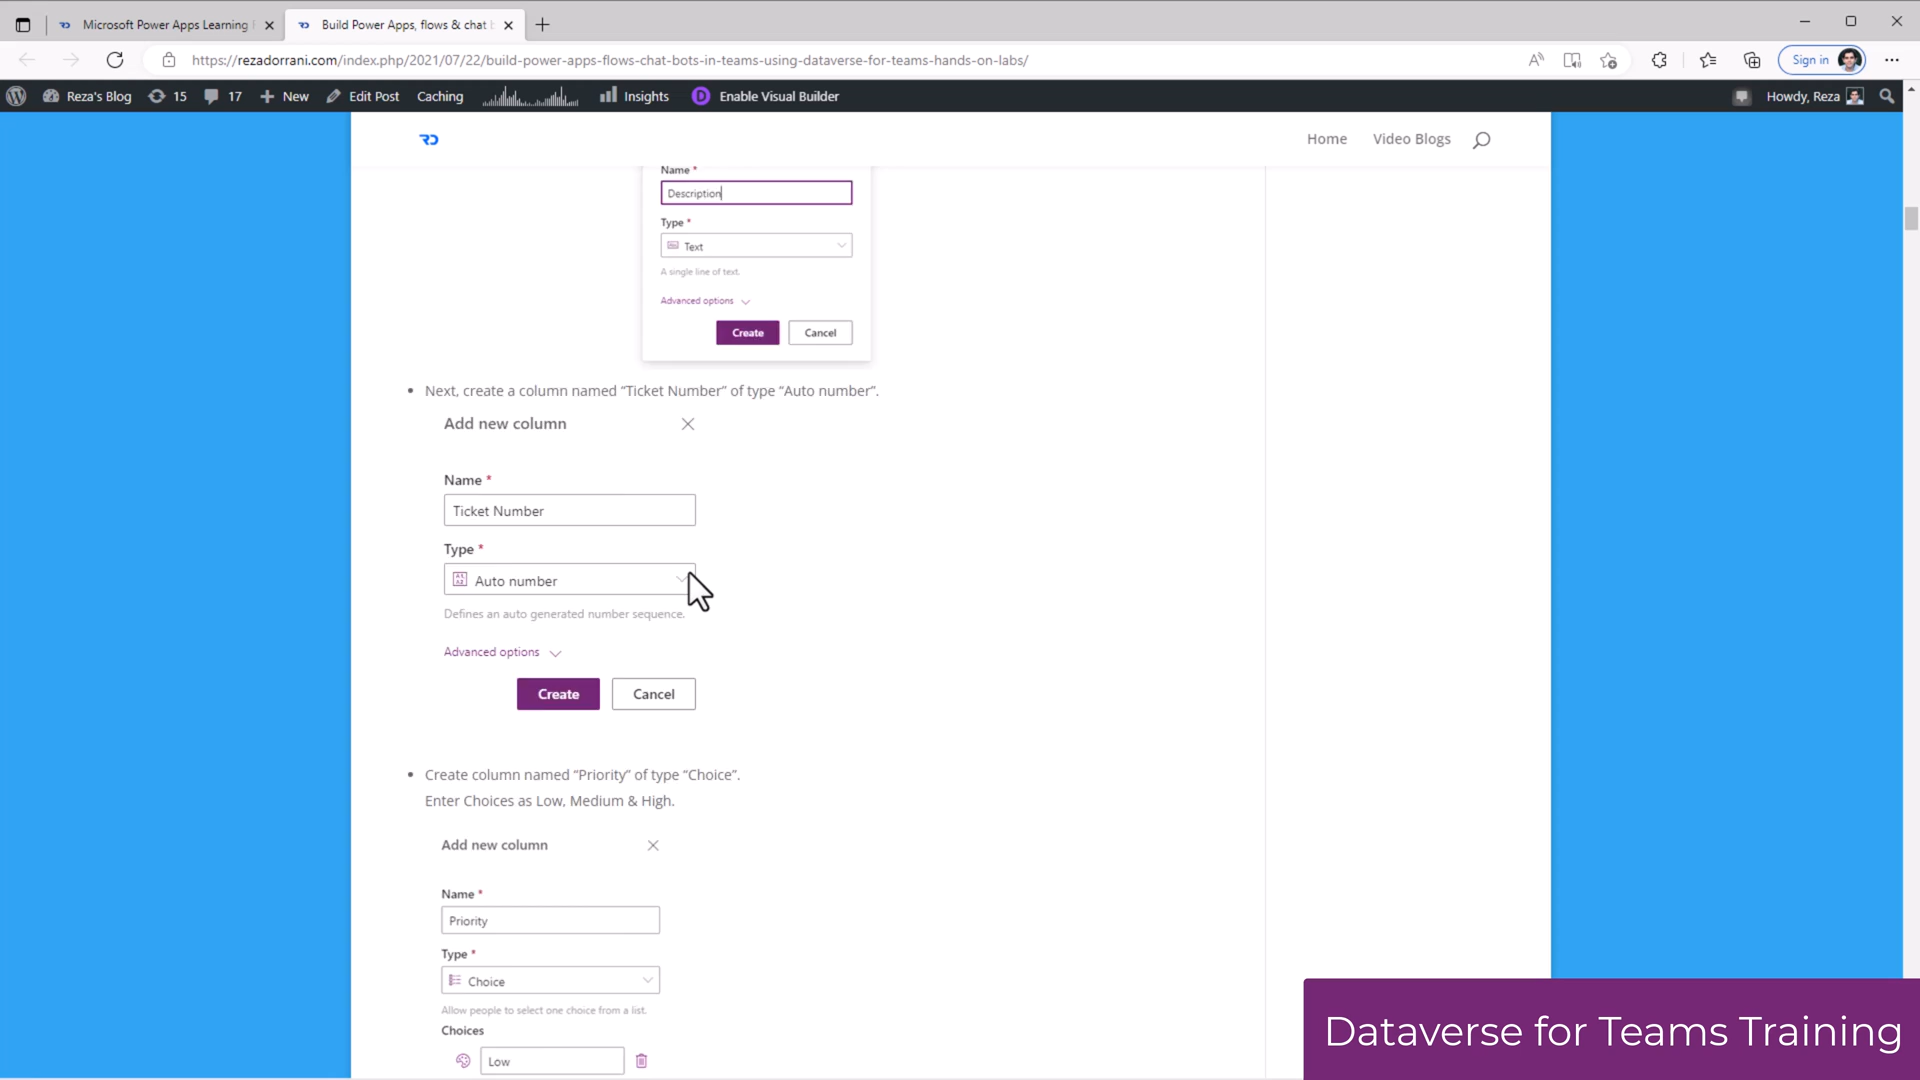 Microsoft Power Apps Learning
Build Power Apps, flows & chat b
https://rezadorrani.com/index.php/2021/07/22/build-power-apps-flows-chat-bots-in-teams-using-dataverse-for-teams-hands-on-labs/
Sign in
Reza's Blog
15
17
New
Edit Post
Caching
Insights
Enable Visual Builder
Howdy, Reza
Home
Video Blogs
Name *
Description
Type *
Text
A single line of text.
Advanced options
Create
Cancel
• Next, create a column named “Ticket Number” of type “Auto number”.
Add new column
Name *
Ticket Number
Type *
Auto number
Defines an auto generated number sequence.
Advanced options
Create
Cancel
• Create column named “Priority” of type “Choice”.
Enter Choices as Low, Medium & High.
Add new column
Name *
Priority
Type *
Choice
Allow people to select one choice from a list.
Choices
Low
Dataverse for Teams Training